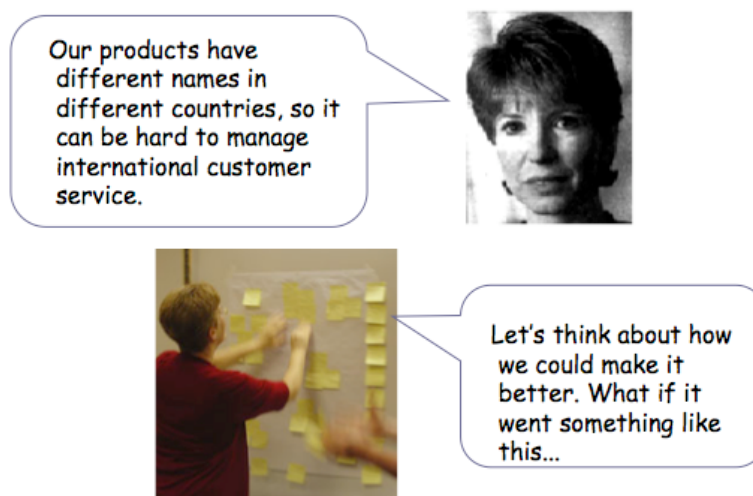 Our products have
different names in
different countries, so it
can be hard to manage
international customer
service.
Let's think about how
we could make it
better. What if it
went something like
this...